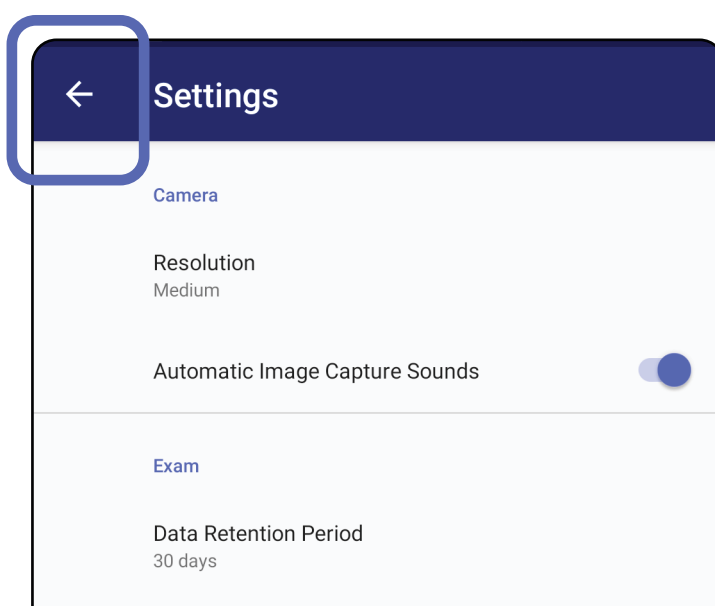 Settings
Camera
Resolution
Medium
Automatic Image Capture Sounds
Exam
Data Retention Period
30 days